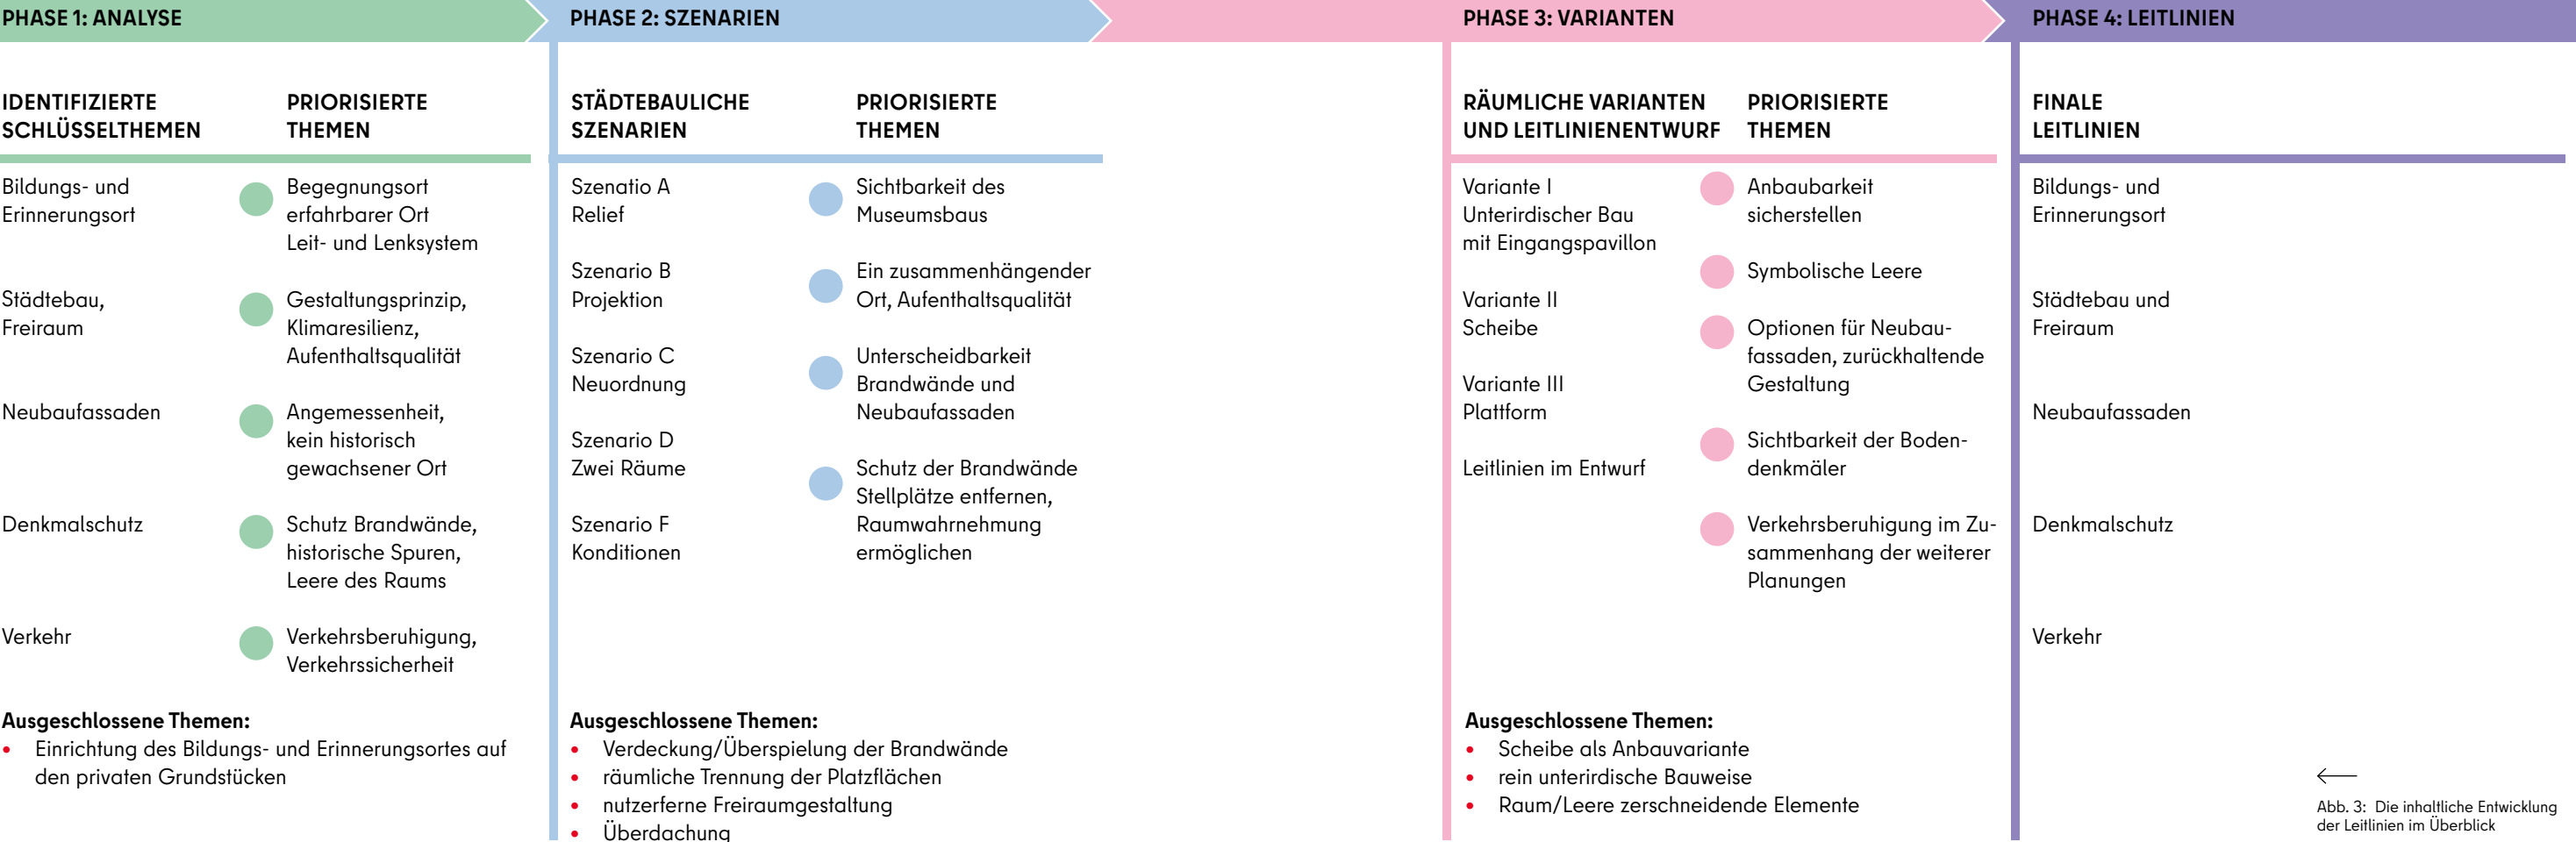 PHASE 1: ANALYSE
PHASE 2: SZENARIEN
PHASE 3: VARIANTEN
PHASE 4: LEITLINIEN
IDENTIFIZIERTE
SCHLÜSSELTHEMEN
Bildungs- und
Erinnerungsort
Städtebau,
Freiraum
Neubaufassaden
Denkmalschutz
Verkehr
PRIORISIERTE
THEMEN
Begegnungsort
erfahrbarer Ort
Leit- und Lenksystem
Gestaltungsprinzip,
Klimaresilienz,
Aufenthaltsqualität
Angemessenheit,
kein historisch
gewachsener Ort
Schutz Brandwände,
historische Spuren,
Leere des Raums
Verkehrsberuhigung,
Verkehrssicherheit
Ausgeschlossene Themen:
• Einrichtung des Bildungs- und Erinnerungsortes auf
den privaten Grundstücken
STÄDTEBAULICHE
SZENARIEN
Szenatio A
Relief
Szenario B
Projektion
Szenario C
Neuordnung
Szenario D
Zwei Räume
Szenario F
Konditionen
PRIORISIERTE
THEMEN
Sichtbarkeit des
Museumsbaus
Ein zusammenhängender
Ort, Aufenthaltsqualität
Unterscheidbarkeit
Brandwände und
Neubaufassaden
Schutz der Brandwände
Stellplätze entfernen,
Raumwahrnehmung
ermöglichen
Ausgeschlossene Themen:
• Verdeckung/Überspielung der Brandwände
• räumliche Trennung der Platzflächen
• nutzerferne Freiraumgestaltung
• Überdachung
RÄUMLICHE VARIANTEN
UND LEITLINIENENTWURF
Variante I
Unterirdischer Bau
mit Eingangspavillon
Variante II
Scheibe
Variante III
Plattform
Leitlinien im Entwurf
PRIORISIERTE
THEMEN
Anbaubarkeit
sicherstellen
Symbolische Leere
Optionen für Neubau-
fassaden, zurückhaltende
Gestaltung
Sichtbarkeit der Boden-
denkmäler
Verkehrsberuhigung im Zu-
sammenhang der weiterer
Planungen
Ausgeschlossene Themen:
• Scheibe als Anbauvariante
• rein unterirdische Bauweise
• Raum/Leere zerschneidende Elemente
FINALE
LEITLINIEN
Bildungs- und
Erinnerungsort
Städtebau und
Freiraum
Neubaufassaden
Denkmalschutz
Verkehr
Abb. 3: Die inhaltliche Entwicklung
der Leitlinien im Überblick